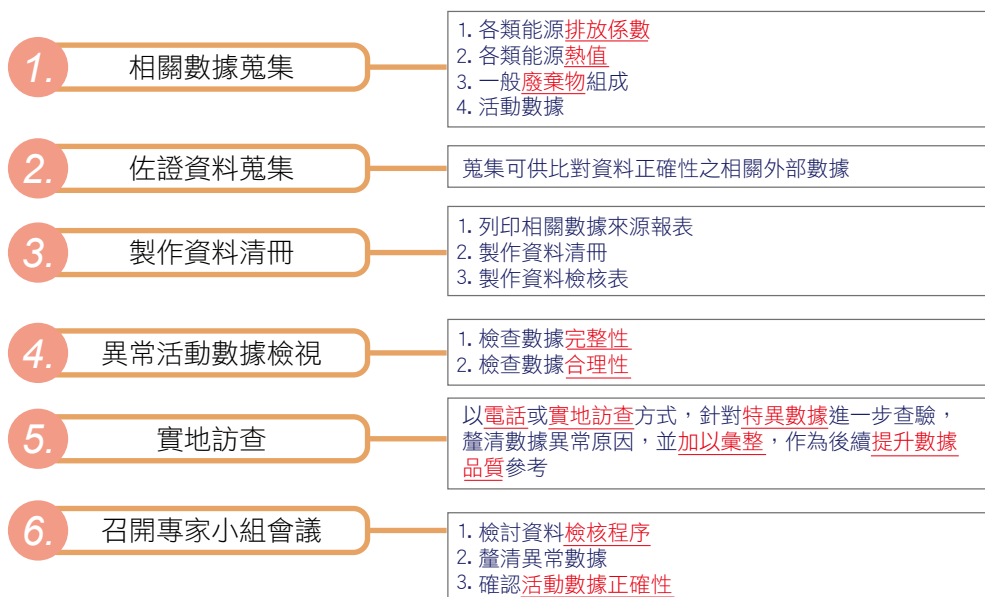 1.
相關數據蒐集
1. 各類能源排放係數
2. 各類能源熱值
3. 一般廢棄物組成
4. 活動數據
2.
佐證資料蒐集
蒐集可供比對資料正確性之相關外部數據
3.
製作資料清冊
1. 列印相關數據來源報表
2. 製作資料清冊
3. 製作資料檢核表
4.
異常活動數據檢視
1. 檢查數據完整性
2. 檢查數據合理性
5.
實地訪查
以電話或實地訪查方式，針對特異數據進一步查驗，
釐清數據異常原因，並加以彙整，作為後續提升數據
品質參考
6.
召開專家小組會議
1. 檢討資料檢核程序
2. 釐清異常數據
3. 確認活動數據正確性